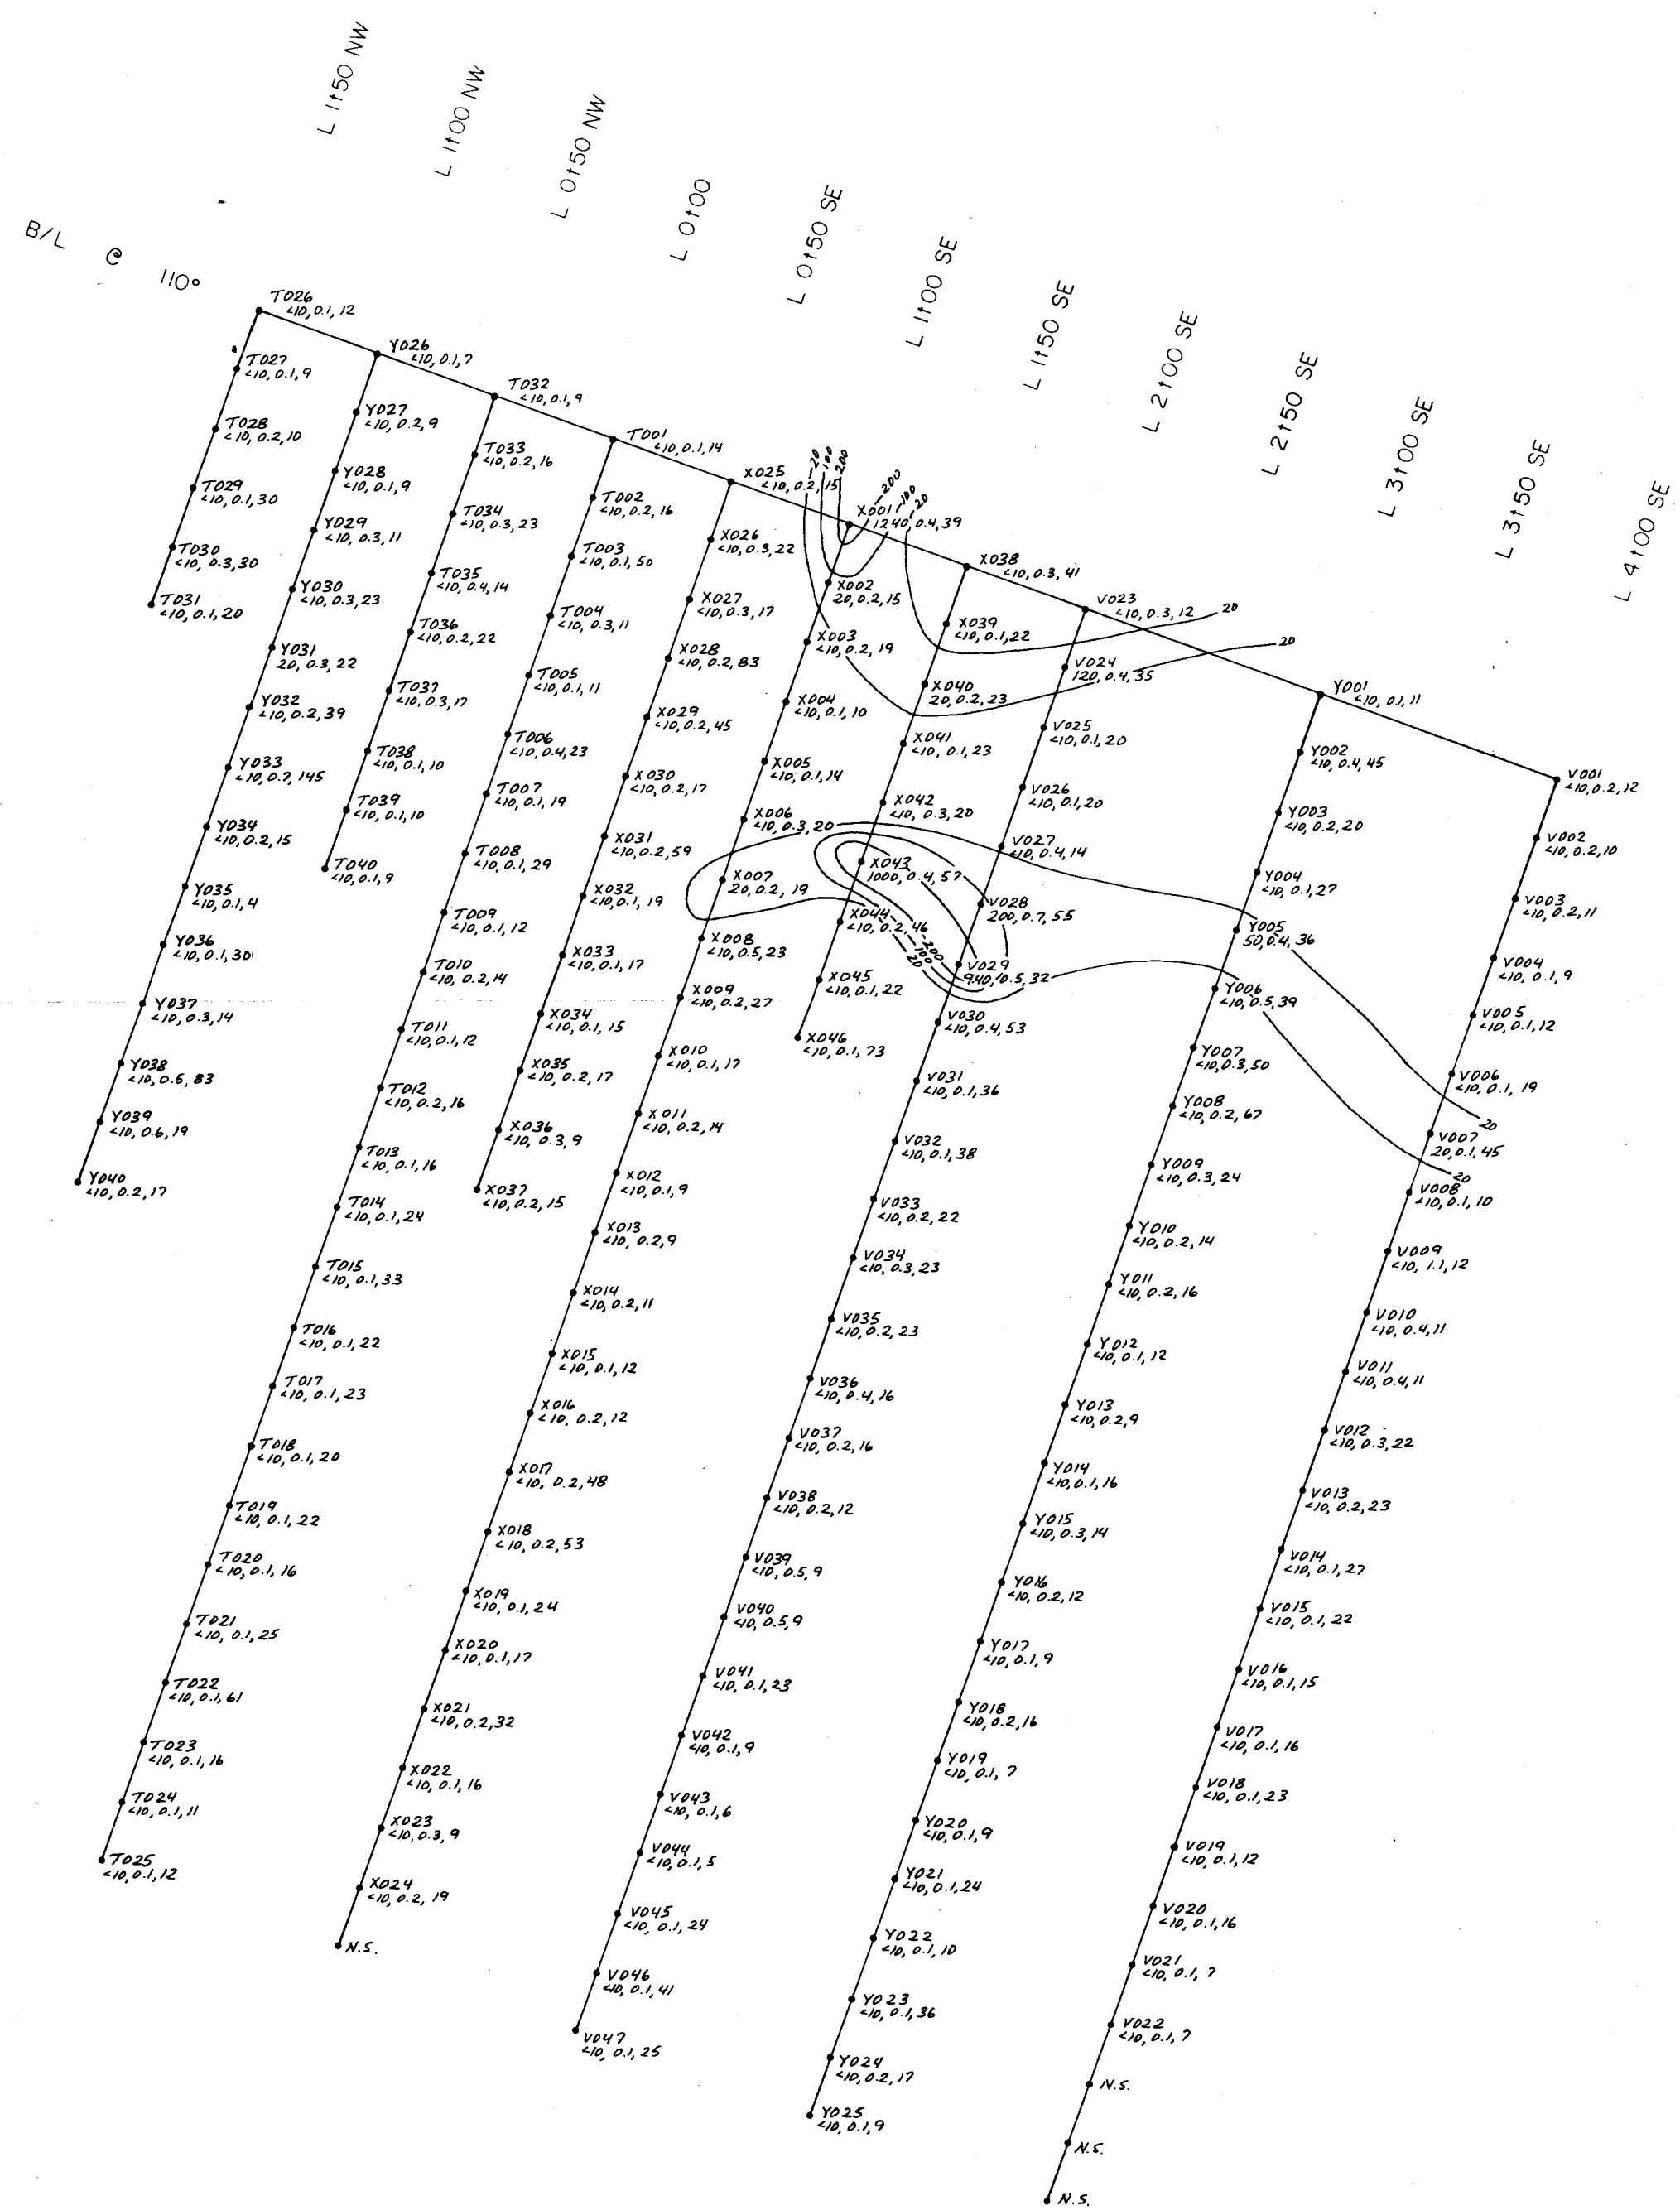 L 1+50 NW
L 1+00 NW
L 0+50 NW
L 0+00
L 0+50 SE
L 1+00 SE
L 1+50 SE
L 2+00 SE
L 2+50 SE
L 3+00 SE
L 3+50 SE
L 4+00 SE
B/L @ 110°
T026
<10, 0.1, 12
T027
<10, 0.1, 9
T028
<10, 0.2, 10
T029
<10, 0.1, 30
T030
<10, 0.3, 30
T031
<10, 0.1, 20
Y026
<10, 0.1, 7
Y027
<10, 0.2, 9
Y028
<10, 0.1, 9
Y029
<10, 0.3, 11
Y030
<10, 0.3, 23
Y031
20, 0.3, 22
Y032
<10, 0.2, 39
Y033
<10, 0.7, 145
Y034
<10, 0.2, 15
Y035
<10, 0.1, 4
Y036
<10, 0.1, 30
Y037
<10, 0.3, 14
Y038
<10, 0.5, 83
Y039
<10, 0.6, 19
Y040
<10, 0.2, 17
T032
<10, 0.1, 9
T033
<10, 0.2, 16
T034
<10, 0.3, 23
T035
<10, 0.4, 14
T036
<10, 0.2, 22
T037
<10, 0.3, 17
T038
<10, 0.1, 10
T039
<10, 0.1, 10
T040
<10, 0.1, 9
T001
<10, 0.1, 14
T002
<10, 0.2, 16
T003
<10, 0.1, 50
T004
<10, 0.3, 11
T005
<10, 0.1, 11
T006
<10, 0.4, 23
T007
<10, 0.1, 19
T008
<10, 0.1, 29
T009
<10, 0.1, 12
T010
<10, 0.2, 14
T011
<10, 0.1, 12
T012
<10, 0.2, 16
T013
<10, 0.1, 16
T014
<10, 0.1, 24
T015
<10, 0.1, 33
T016
<10, 0.1, 22
T017
<10, 0.1, 23
T018
<10, 0.1, 20
T019
<10, 0.1, 22
T020
<10, 0.1, 16
T021
<10, 0.1, 25
T022
<10, 0.1, 61
T023
<10, 0.1, 16
T024
<10, 0.1, 11
T025
<10, 0.1, 12
X025
<10, 0.2, 15
X026
<10, 0.3, 22
X027
<10, 0.3, 17
X028
<10, 0.2, 83
X029
<10, 0.2, 45
X030
<10, 0.2, 17
X031
<10, 0.2, 59
X032
<10, 0.1, 19
X033
<10, 0.1, 17
X034
<10, 0.1, 15
X035
<10, 0.2, 17
X036
<10, 0.3, 9
X037
<10, 0.2, 15
20
100
200
200
100
20
X001
1240, 0.4, 39
X002
20, 0.2, 15
X003
<10, 0.2, 19
X004
<10, 0.1, 10
X005
<10, 0.1, 14
X006
<10, 0.3, 20
X007
20, 0.2, 19
X008
<10, 0.5, 23
X009
<10, 0.2, 27
X010
<10, 0.1, 17
X011
<10, 0.2, 14
X012
<10, 0.1, 9
X013
<10, 0.2, 9
X014
<10, 0.2, 11
X015
<10, 0.1, 12
X016
<10, 0.2, 12
X017
<10, 0.2, 48
X018
<10, 0.2, 53
X019
<10, 0.1, 24
X020
<10, 0.1, 17
X021
<10, 0.2, 32
X022
<10, 0.1, 16
X023
<10, 0.3, 9
X024
<10, 0.2, 19
N.S.
X038
<10, 0.3, 41
X039
<10, 0.1, 22
X040
20, 0.2, 23
X041
<10, 0.1, 23
X042
<10, 0.3, 20
X043
1000, 0.4, 57
X044
<10, 0.2, 46
X045
<10, 0.1, 22
X046
<10, 0.1, 73
200
100
20
V023
<10, 0.3, 12
20
20
V024
120, 0.4, 35
V025
<10, 0.1, 20
V026
<10, 0.1, 20
V027
<10, 0.4, 14
V028
200, 0.7, 55
V029
940, 0.5, 32
V030
<10, 0.4, 53
V031
<10, 0.1, 36
V032
<10, 0.1, 38
V033
<10, 0.2, 22
V034
<10, 0.3, 23
V035
<10, 0.2, 23
V036
<10, 0.4, 16
V037
<10, 0.2, 16
V038
<10, 0.2, 12
V039
<10, 0.5, 9
V040
<10, 0.5, 9
V041
<10, 0.1, 23
V042
<10, 0.1, 9
V043
<10, 0.1, 6
V044
<10, 0.1, 5
V045
<10, 0.1, 24
V046
<10, 0.1, 41
V047
<10, 0.1, 25
Y001
<10, 0.1, 11
Y002
<10, 0.4, 45
Y003
<10, 0.2, 20
Y004
<10, 0.1, 27
Y005
50, 0.4, 36
Y006
<10, 0.5, 39
Y007
<10, 0.3, 50
Y008
<10, 0.2, 67
Y009
<10, 0.3, 24
Y010
<10, 0.2, 14
Y011
<10, 0.2, 16
Y012
<10, 0.1, 12
Y013
<10, 0.2, 9
Y014
<10, 0.1, 16
Y015
<10, 0.3, 14
Y016
<10, 0.2, 12
Y017
<10, 0.1, 9
Y018
<10, 0.2, 16
Y019
<10, 0.1, 7
Y020
<10, 0.1, 9
Y021
<10, 0.1, 24
Y022
<10, 0.1, 10
Y023
<10, 0.1, 36
Y024
<10, 0.2, 17
Y025
<10, 0.1, 9
V001
<10, 0.2, 12
V002
<10, 0.2, 10
V003
<10, 0.2, 11
V004
<10, 0.1, 9
V005
<10, 0.1, 12
V006
<10, 0.1, 19
20
V007
20, 0.1, 45
20
V008
<10, 0.1, 10
V009
<10, 1.1, 12
V010
<10, 0.4, 11
V011
<10, 0.4, 11
V012
<10, 0.3, 22
V013
<10, 0.2, 23
V014
<10, 0.1, 27
V015
<10, 0.1, 22
V016
<10, 0.1, 15
V017
<10, 0.1, 16
V018
<10, 0.1, 23
V019
<10, 0.1, 12
V020
<10, 0.1, 16
V021
<10, 0.1, 7
V022
<10, 0.1, 7
N.S.
N.S.
N.S.